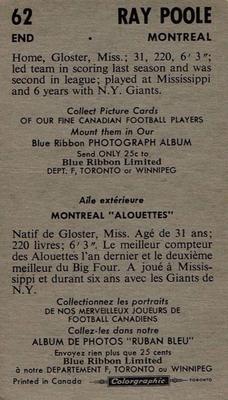 62 RAY POOLE
END • MONTREAL
Home, Gloster, Miss.; 31, 220, 6' 3";
led team in scoring last season and was
second in league; played at Mississippi
and 6 years with N.Y. Giants.
Collect Picture Cards
OF OUR FINE CANADIAN FOOTBALL PLAYERS
Mount them in Our
Blue Ribbon PHOTOGRAPH ALBUM
Send ONLY 25c to
Blue Ribbon Limited
DEPT: F, TORONTO or WINNIPEG
Aile extérieure
MONTREAL "ALOUETTES"
Natif de Gloster, Miss. Agé de 31 ans;
220 livres; 6' 3". Le meilleur compteur
des Alouettes l'an dernier et le deuxième
meilleur du Big Four. A joué à Missis-
sippi et durant six ans avec les Giants de
N.Y.
Collectionnez les portraits
DE NOS MERVEILLEUX JOUEURS DE
FOOTBALL CANADIENS
Collez-les dans notre
ALBUM DE PHOTOS "RUBAN BLEU"
Envoyez rien plus que 25 cents
Blue Ribbon Limited
à notre DEPARTEMENT F, TORONTO ou WINNIPEG
Printed in Canada Colorgraphic TORONTO